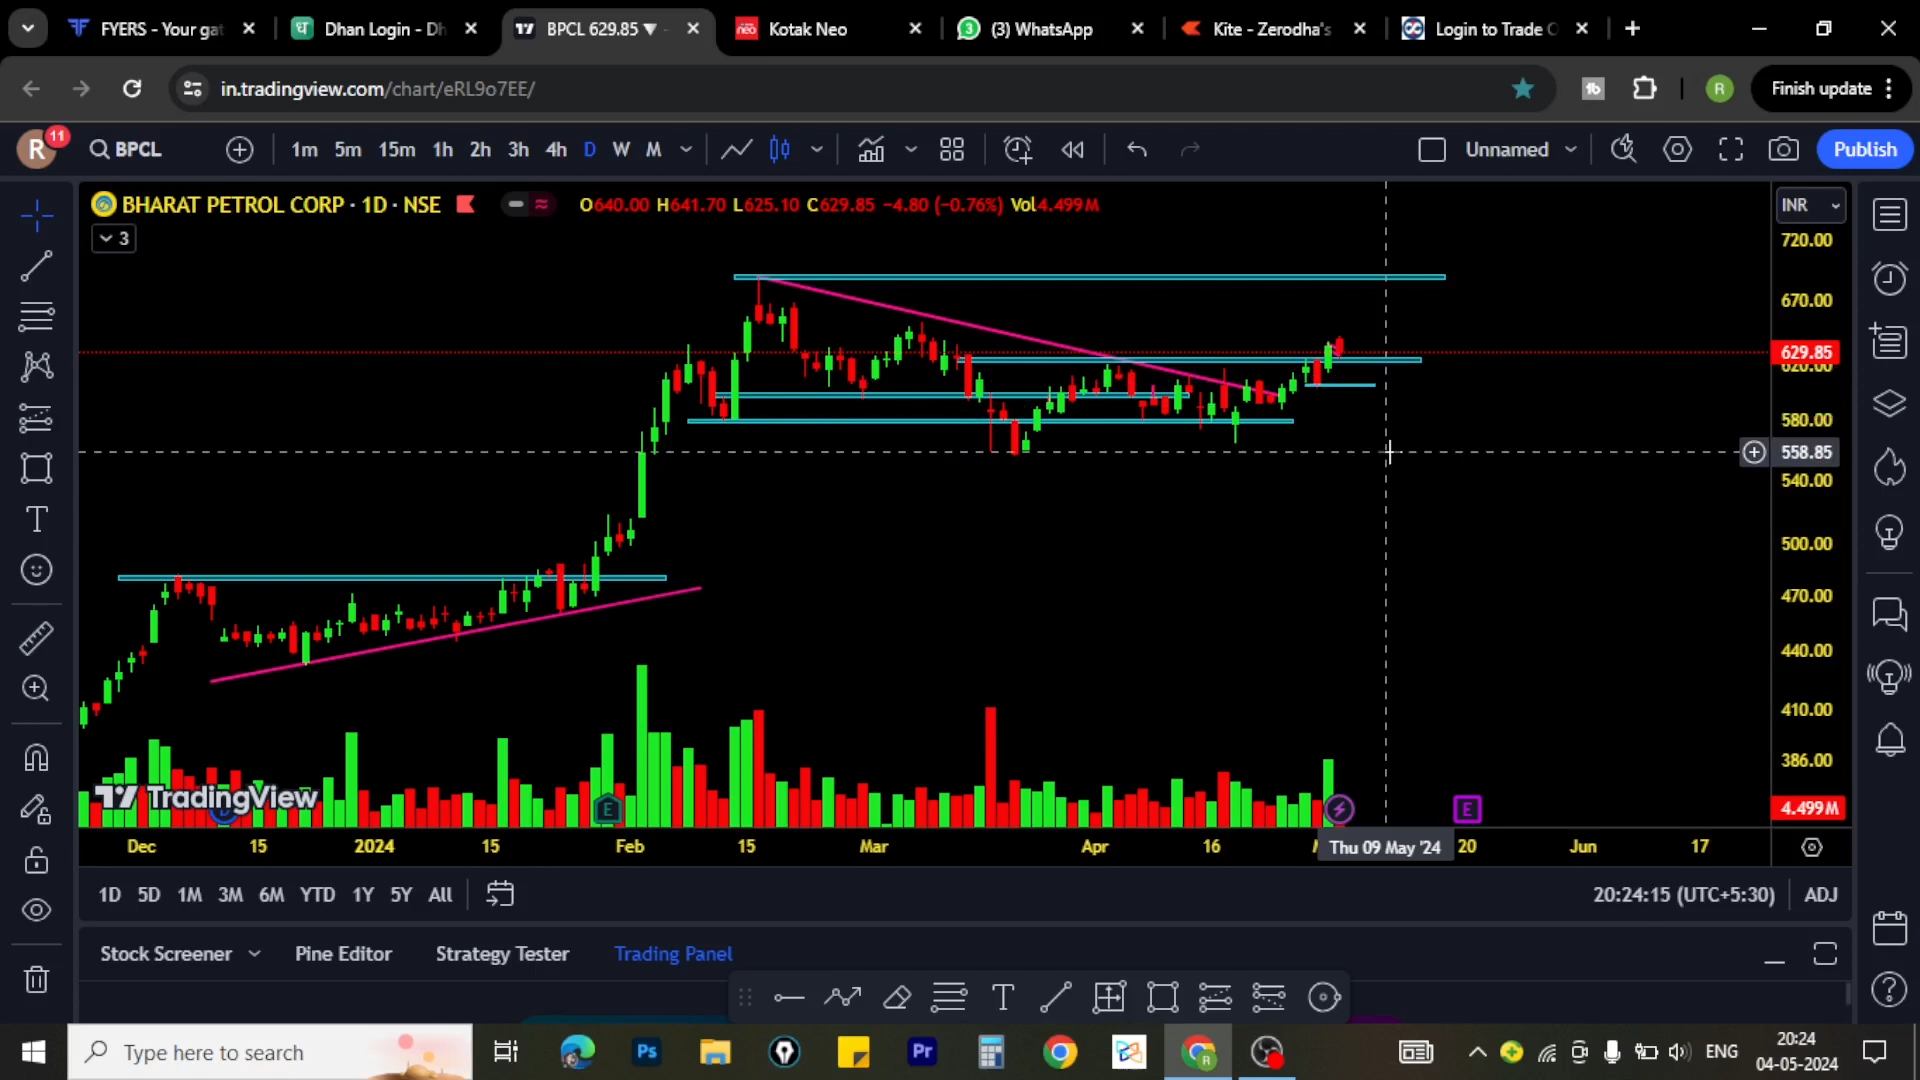 FYERS - Your gat
Dhan Login - Dh
BPCL 629.85 ▼ -
Kotak Neo
(3) WhatsApp
Kite - Zerodha's
Login to Trade O
in.tradingview.com/chart/eRL9o7EE/
R
Finish update
R
11
BPCL
1m 5m 15m 1h 2h 3h 4h D W M
Unnamed
Publish
BHARAT PETROL CORP · 1D · NSE
O640.00 H641.70 L625.10 C629.85 −4.80 (−0.76%) Vol4.499M
INR
3
720.00
670.00
629.85
620.00
580.00
558.85
540.00
500.00
470.00
440.00
410.00
386.00
4.499M
TradingView
D
E
E
Dec 15 2024 15 Feb 15 Mar Apr 16
Thu 09 May '24
20 Jun 17
1D 5D 1M 3M 6M YTD 1Y 5Y All
20:24:15 (UTC+5:30)
ADJ
Stock Screener
Pine Editor
Strategy Tester
Trading Panel
Type here to search
Ps
Pr
R
ENG
20:24
04-05-2024